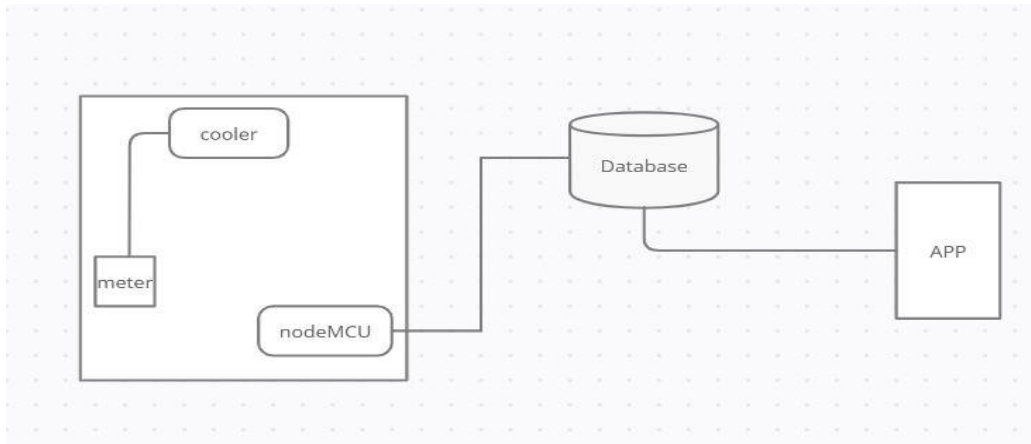 cooler
Database
APP
meter
nodeMCU